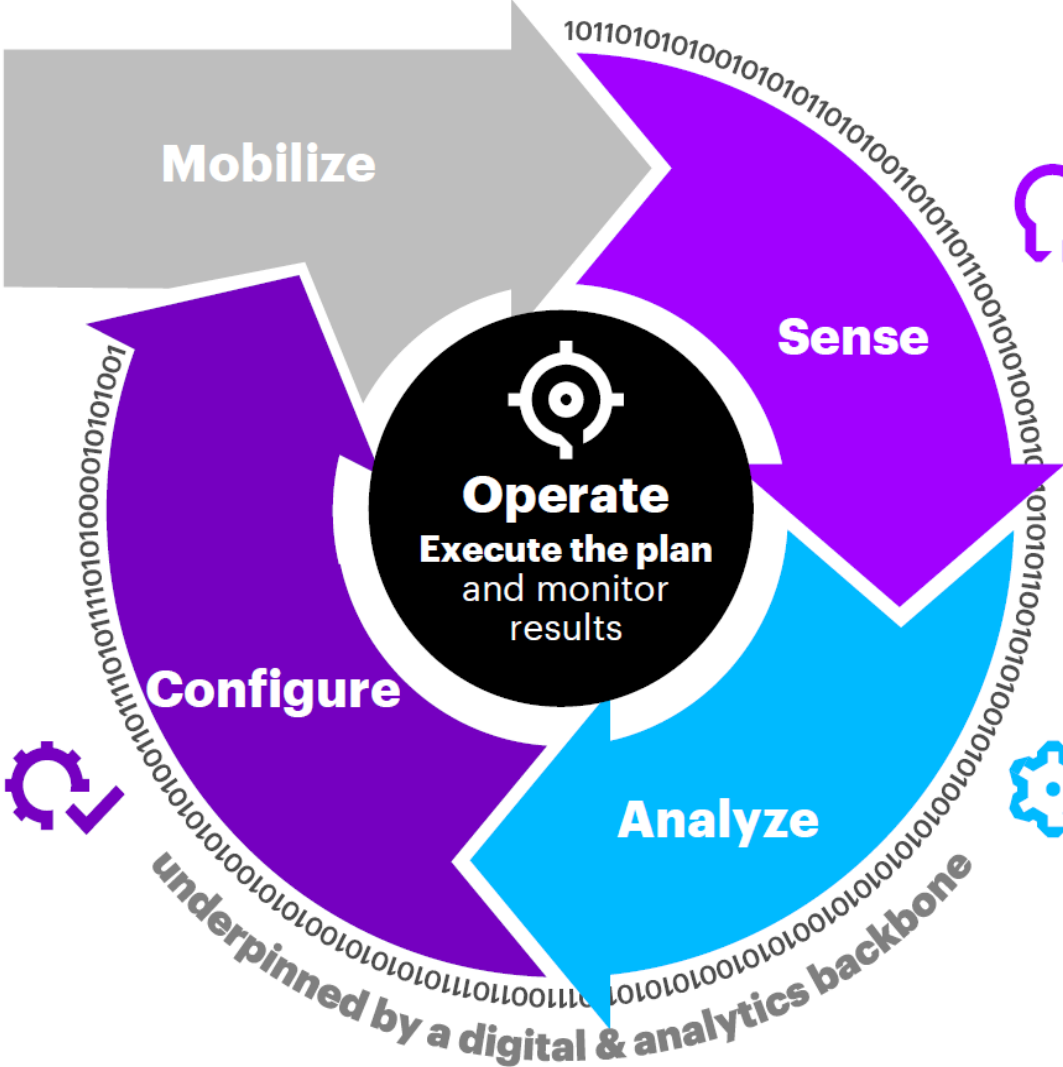 Mobilize
Sense
Operate
Execute the plan
and monitor
results
Configure
Analyze
underpinned by a digital & analytics backbone